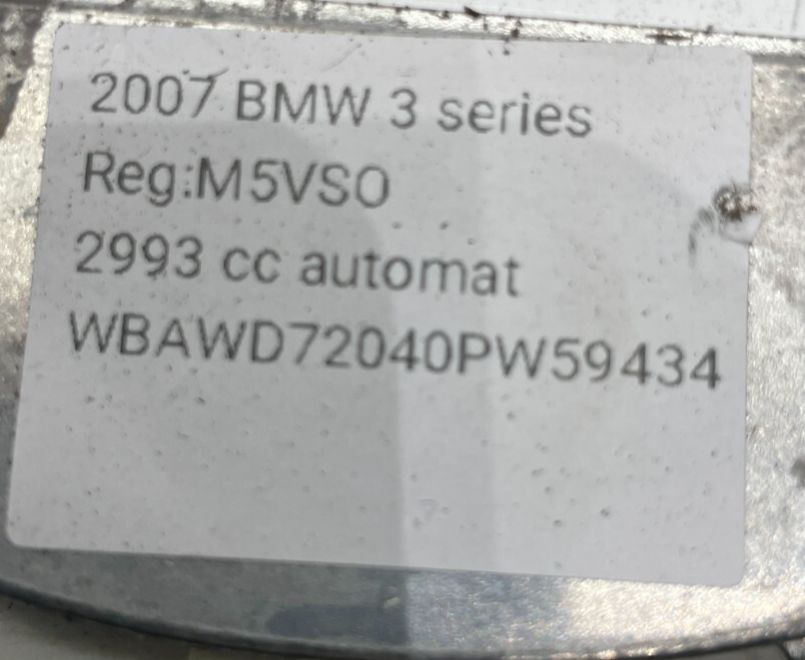 2007 BMW 3 series
Reg:M5VSO
2993 cc automat
WBAWD72040PW59434